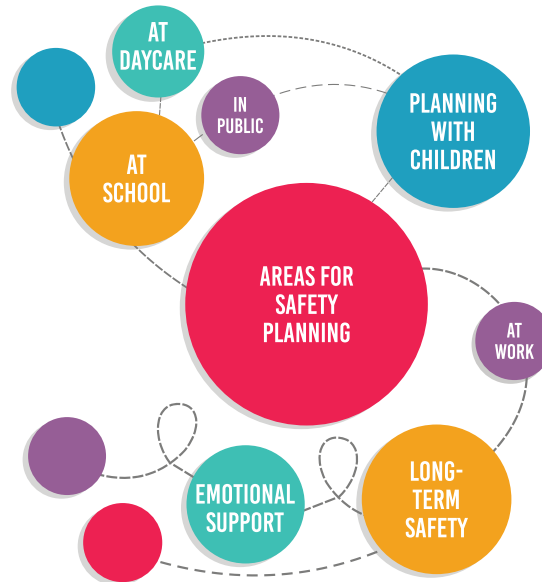 AT
DAYCARE
IN
PUBLIC
PLANNING
WITH
CHILDREN
AT
SCHOOL
AREAS FOR
SAFETY
PLANNING
AT
WORK
LONG-
TERM
SAFETY
EMOTIONAL
SUPPORT